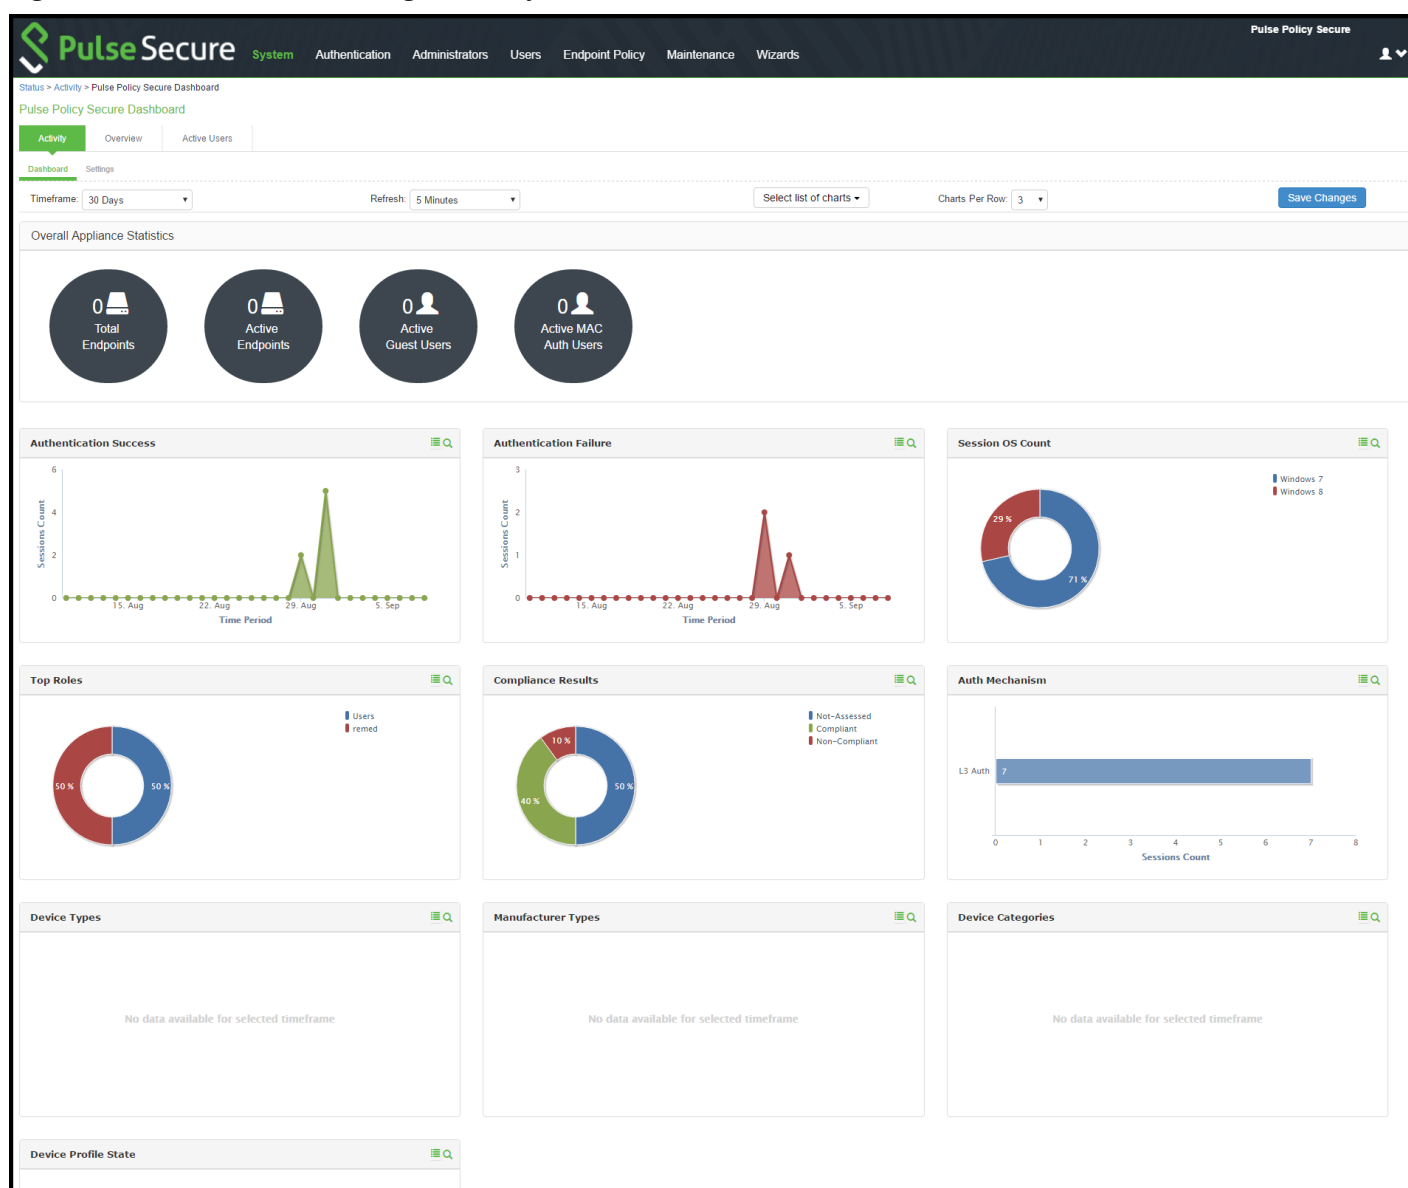 Pulse Policy Secure
Pulse Secure System Authentication Administrators Users Endpoint Policy Maintenance Wizards
Status > Activity > Pulse Policy Secure Dashboard
Pulse Policy Secure Dashboard
Activity Overview Active Users
Dashboard Settings
Timeframe: 30 Days Refresh: 5 Minutes Select list of charts Charts Per Row: 3 Save Changes
Overall Appliance Statistics
0 Total Endpoints
0 Active Endpoints
0 Active Guest Users
0 Active MAC Auth Users
Authentication Success
Sessions Count
6
4
2
0
15. Aug 22. Aug 29. Aug 5. Sep
Time Period
Authentication Failure
Sessions Count
3
2
1
0
15. Aug 22. Aug 29. Aug 5. Sep
Time Period
Session OS Count
Windows 7
Windows 8
29 %
71 %
Top Roles
Users
remed
50 % 50 %
Compliance Results
Not-Assessed
Compliant
Non-Compliant
10 %
50 %
40 %
Auth Mechanism
L3 Auth 7
0 1 2 3 4 5 6 7 8
Sessions Count
Device Types
No data available for selected timeframe
Manufacturer Types
No data available for selected timeframe
Device Categories
No data available for selected timeframe
Device Profile State